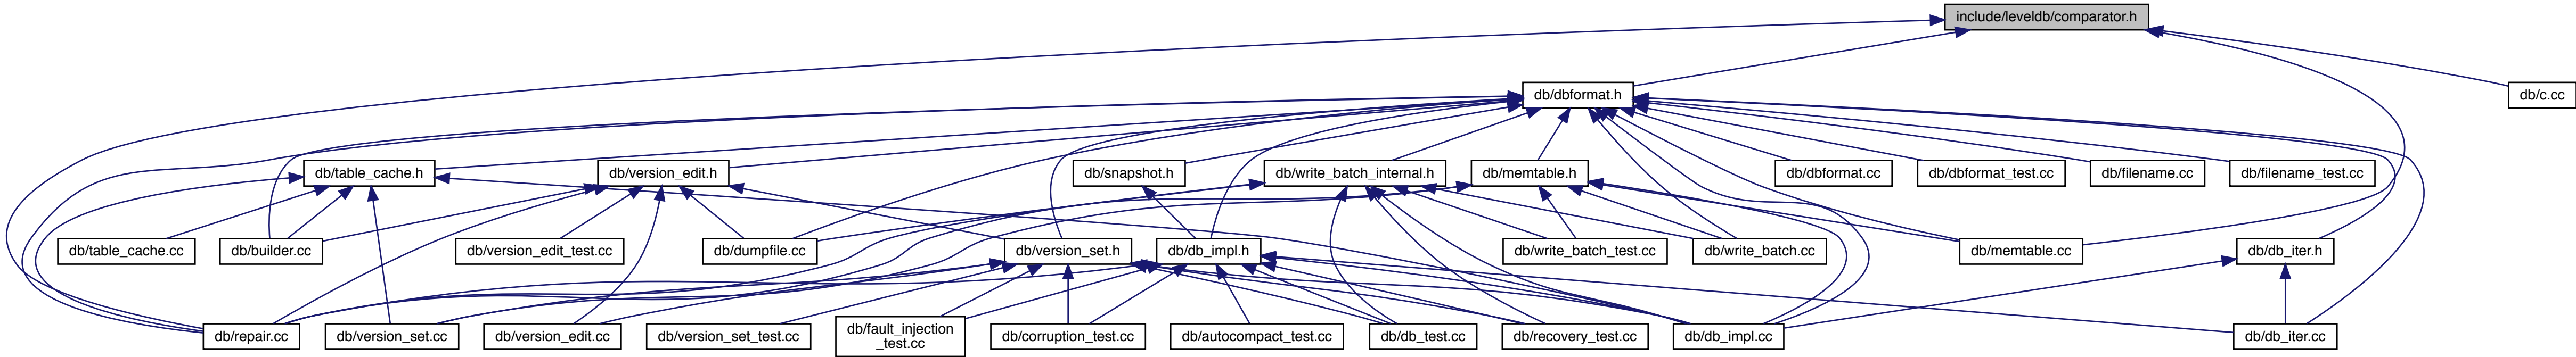 include/leveldb/comparator.h
db/dbformat.h
db/c.cc
db/table_cache.h
db/version_edit.h
db/snapshot.h
db/write_batch_internal.h
db/memtable.h
db/dbformat.cc
db/dbformat_test.cc
db/filename.cc
db/filename_test.cc
db/table_cache.cc
db/builder.cc
db/version_edit_test.cc
db/dumpfile.cc
db/version_set.h
db/db_impl.h
db/write_batch_test.cc
db/write_batch.cc
db/memtable.cc
db/db_iter.h
db/repair.cc
db/version_set.cc
db/version_edit.cc
db/version_set_test.cc
db/fault_injection
_test.cc
db/corruption_test.cc
db/autocompact_test.cc
db/db_test.cc
db/recovery_test.cc
db/db_impl.cc
db/db_iter.cc